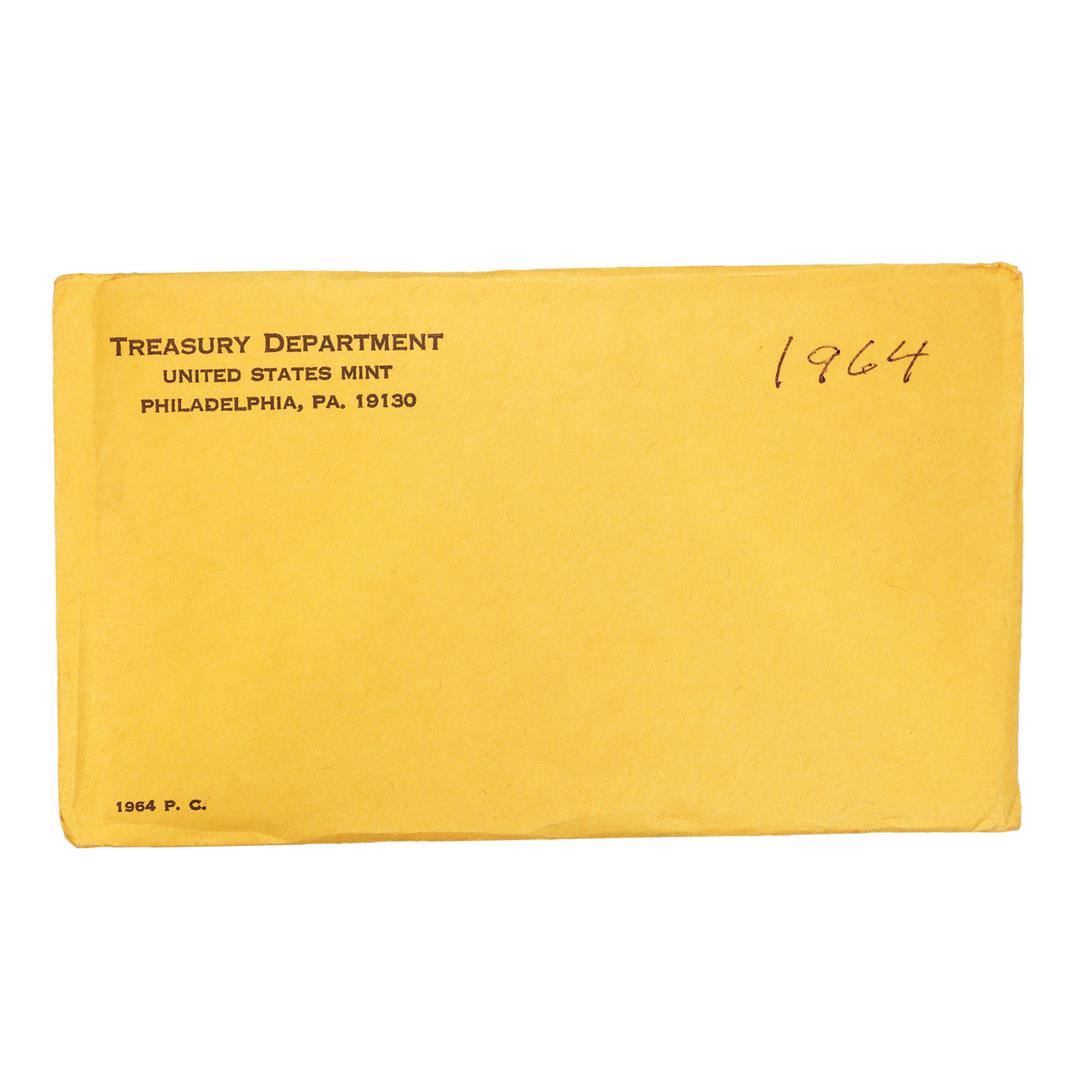 TREASURY DEPARTMENT
UNITED STATES MINT
PHILADELPHIA, PA. 19130
1964
1964 P. C.